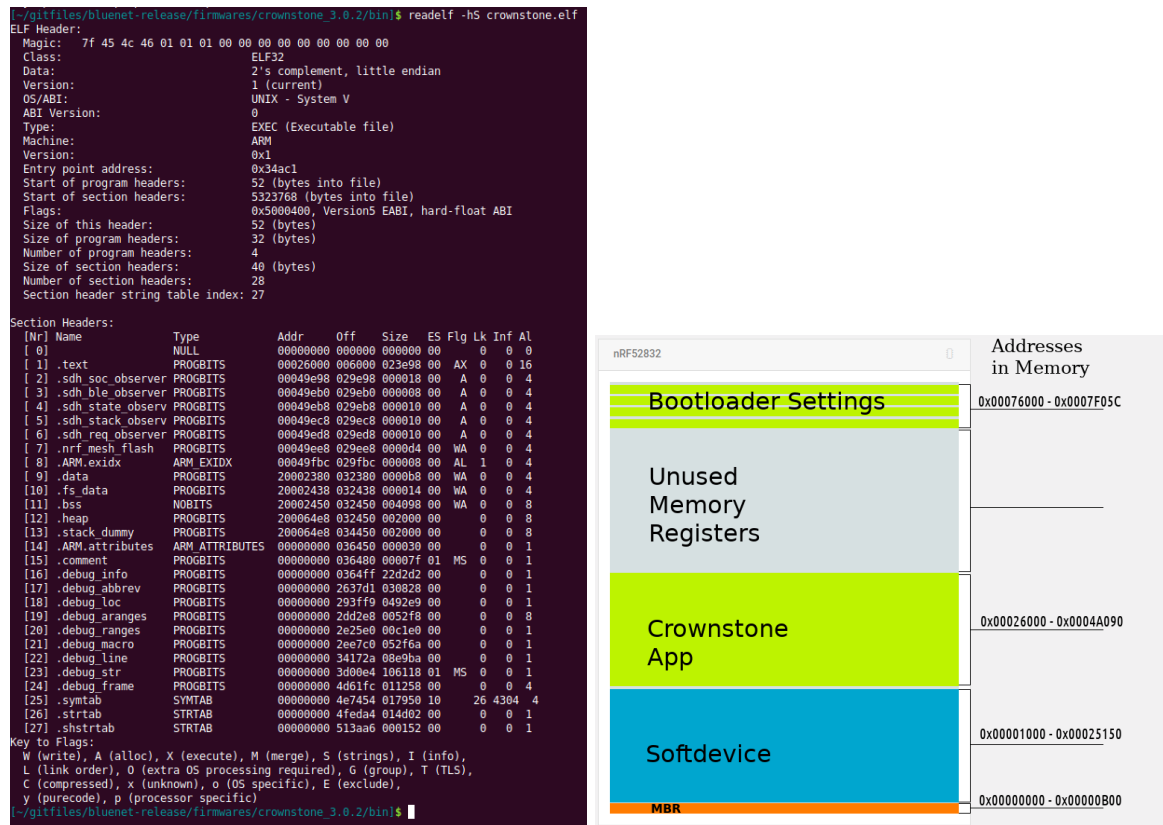 [~/gitfiles/bluenet-release/firmwares/crownstone_3.0.2/bin]$ readelf -hS crownstone.elf
ELF Header:
  Magic:   7f 45 4c 46 01 01 01 00 00 00 00 00 00 00 00 00
  Class:                             ELF32
  Data:                              2's complement, little endian
  Version:                           1 (current)
  OS/ABI:                            UNIX - System V
  ABI Version:                       0
  Type:                              EXEC (Executable file)
  Machine:                           ARM
  Version:                           0x1
  Entry point address:               0x34ac1
  Start of program headers:          52 (bytes into file)
  Start of section headers:          5323768 (bytes into file)
  Flags:                             0x5000400, Version5 EABI, hard-float ABI
  Size of this header:               52 (bytes)
  Size of program headers:           32 (bytes)
  Number of program headers:         4
  Size of section headers:           40 (bytes)
  Number of section headers:         28
  Section header string table index: 27
Section Headers:
  [Nr] Name              Type            Addr     Off    Size   ES Flg Lk Inf Al
  [ 0]                   NULL            00000000 000000 000000 00      0   0  0
  [ 1] .text             PROGBITS        00026000 006000 023e98 00  AX  0   0 16
  [ 2] .sdh_soc_observer PROGBITS        00049e98 029e98 000018 00   A  0   0  4
  [ 3] .sdh_ble_observer PROGBITS        00049eb0 029eb0 000008 00   A  0   0  4
  [ 4] .sdh_state_observ PROGBITS        00049eb8 029eb8 000010 00   A  0   0  4
  [ 5] .sdh_stack_observ PROGBITS        00049ec8 029ec8 000010 00   A  0   0  4
  [ 6] .sdh_req_observer PROGBITS        00049ed8 029ed8 000010 00   A  0   0  4
  [ 7] .nrf_mesh_flash   PROGBITS        00049ee8 029ee8 0000d4 00  WA  0   0  4
  [ 8] .ARM.exidx        ARM_EXIDX       00049fbc 029fbc 000008 00  AL  1   0  4
  [ 9] .data             PROGBITS        20002380 032380 0000b8 00  WA  0   0  4
  [10] .fs_data          PROGBITS        20002438 032438 000014 00  WA  0   0  4
  [11] .bss              NOBITS          20002450 032450 004098 00  WA  0   0  8
  [12] .heap             PROGBITS        200064e8 032450 002000 00      0   0  8
  [13] .stack_dummy      PROGBITS        200064e8 034450 002000 00      0   0  8
  [14] .ARM.attributes   ARM_ATTRIBUTES  00000000 036450 000030 00      0   0  1
  [15] .comment          PROGBITS        00000000 036480 00007f 01  MS  0   0  1
  [16] .debug_info       PROGBITS        00000000 0364ff 22d2d2 00      0   0  1
  [17] .debug_abbrev     PROGBITS        00000000 2637d1 030828 00      0   0  1
  [18] .debug_loc        PROGBITS        00000000 293ff9 0492e9 00      0   0  1
  [19] .debug_aranges    PROGBITS        00000000 2dd2e8 0052f8 00      0   0  8
  [20] .debug_ranges     PROGBITS        00000000 2e25e0 00c1e0 00      0   0  1
  [21] .debug_macro      PROGBITS        00000000 2ee7c0 052f6a 00      0   0  1
  [22] .debug_line       PROGBITS        00000000 34172a 08e9ba 00      0   0  1
  [23] .debug_str        PROGBITS        00000000 3d00e4 106118 01  MS  0   0  1
  [24] .debug_frame      PROGBITS        00000000 4d61fc 011258 00      0   0  4
  [25] .symtab           SYMTAB          00000000 4e7454 017950 10     26 4304  4
  [26] .strtab           STRTAB          00000000 4feda4 014d02 00      0   0  1
  [27] .shstrtab         STRTAB          00000000 513aa6 000152 00      0   0  1
Key to Flags:
  W (write), A (alloc), X (execute), M (merge), S (strings), I (info),
  L (link order), O (extra OS processing required), G (group), T (TLS),
  C (compressed), x (unknown), o (OS specific), E (exclude),
  y (purecode), p (processor specific)
[~/gitfiles/bluenet-release/firmwares/crownstone_3.0.2/bin]$
nRF52832
Addresses
in Memory
Bootloader Settings
0x00076000 - 0x0007F05C
Unused
Memory
Registers
Crownstone
App
0x00026000 - 0x0004A090
Softdevice
0x00001000 - 0x00025150
MBR
0x00000000 - 0x00000B00